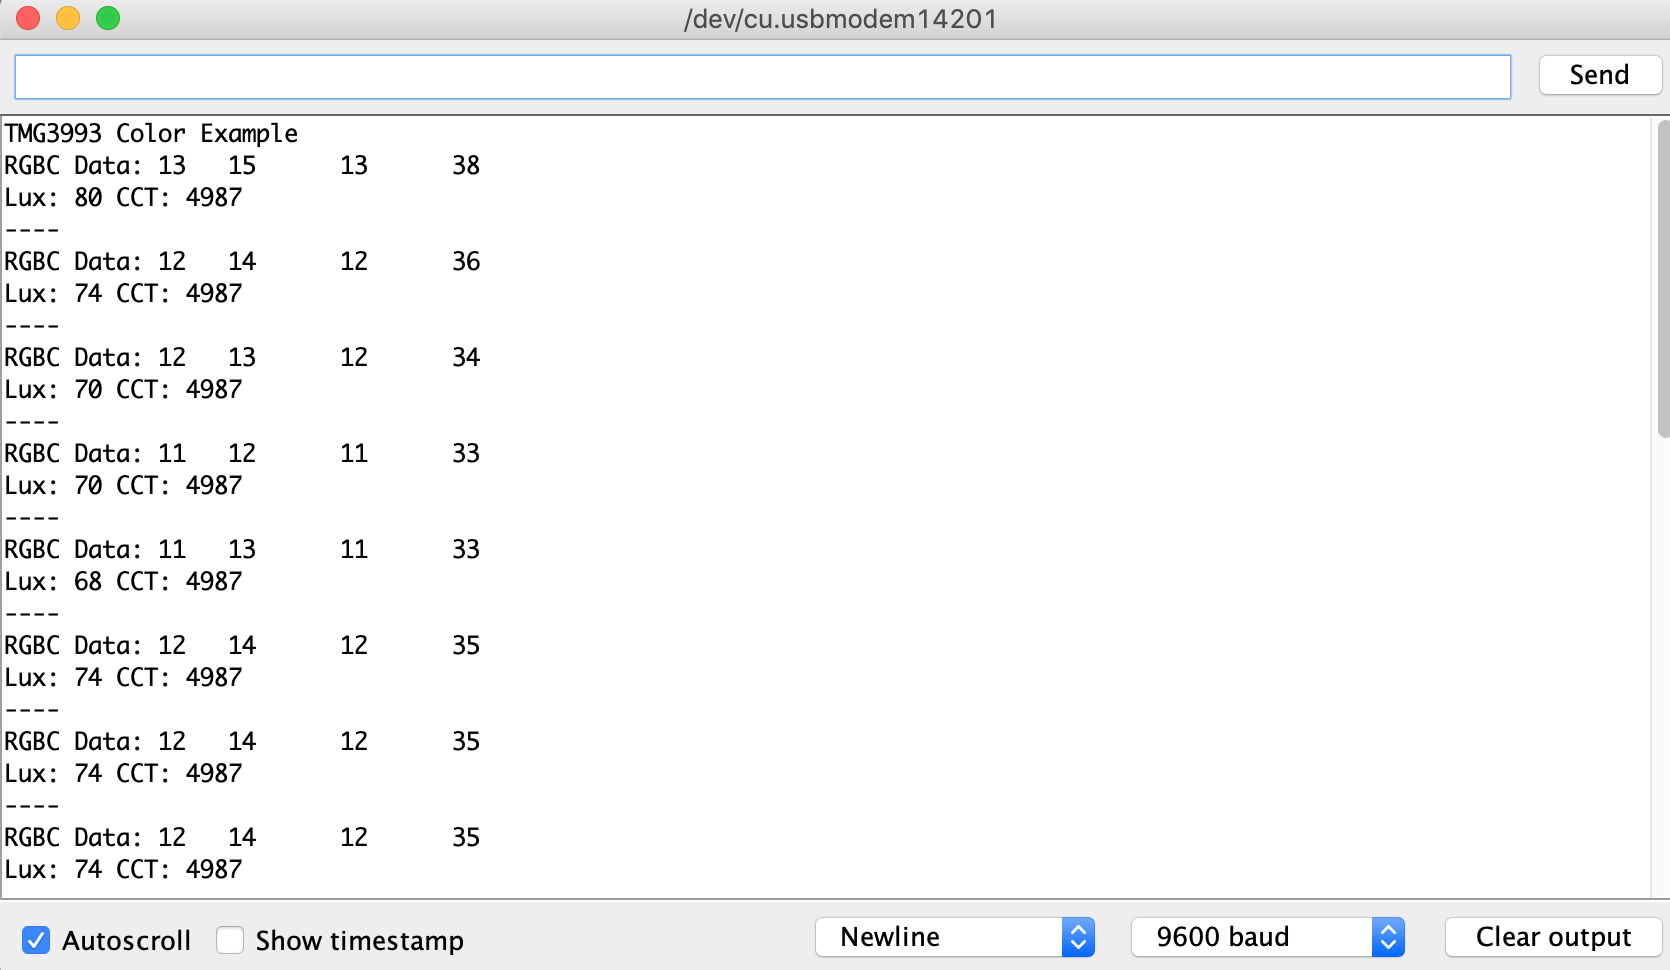 /dev/cu.usbmodem14201
Send
TMG3993 Color Example
RGBC Data: 13 15 13 38
Lux: 80 CCT: 4987
----
RGBC Data: 12 14 12 36
Lux: 74 CCT: 4987
----
RGBC Data: 12 13 12 34
Lux: 70 CCT: 4987
----
RGBC Data: 11 12 11 33
Lux: 70 CCT: 4987
----
RGBC Data: 11 13 11 33
Lux: 68 CCT: 4987
----
RGBC Data: 12 14 12 35
Lux: 74 CCT: 4987
----
RGBC Data: 12 14 12 35
Lux: 74 CCT: 4987
----
RGBC Data: 12 14 12 35
Lux: 74 CCT: 4987
Autoscroll Show timestamp Newline 9600 baud Clear output